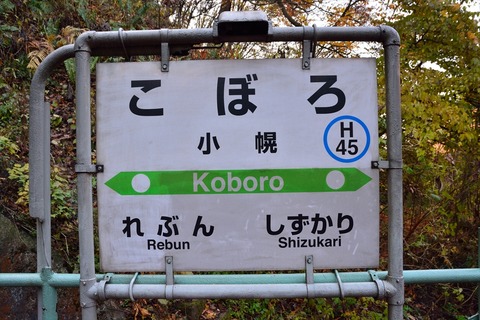 こぼろ
小幌
H
45
Koboro
れぶん しずかり
Rebun Shizukari